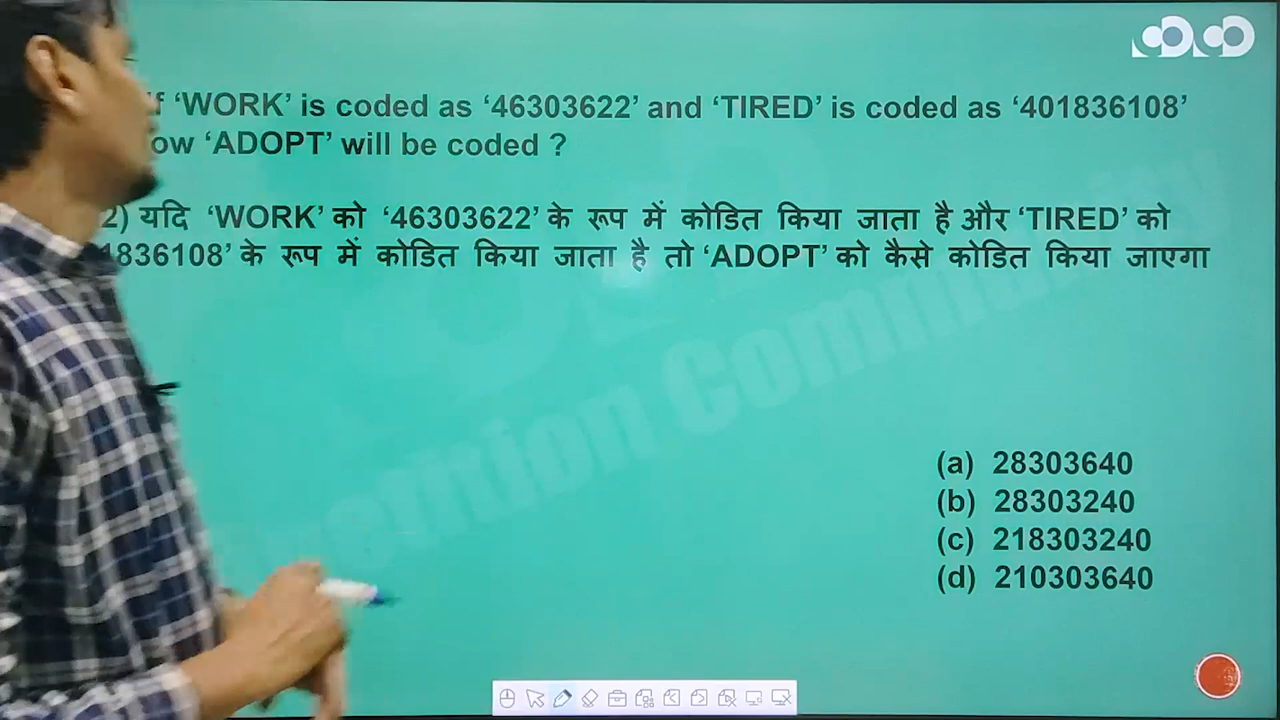 If ‘WORK’ is coded as ‘46303622’ and ‘TIRED’ is coded as ‘401836108’
‘ADOPT’ will be coded ?
2) यदि ‘WORK’ को ‘46303622’ के रूप में कोडित किया जाता है और ‘TIRED’ को
1836108’ के रूप में कोडित किया जाता है तो ‘ADOPT’ को कैसे कोडित किया जाएगा
(a) 28303640
(b) 28303240
(c) 218303240
(d) 210303640